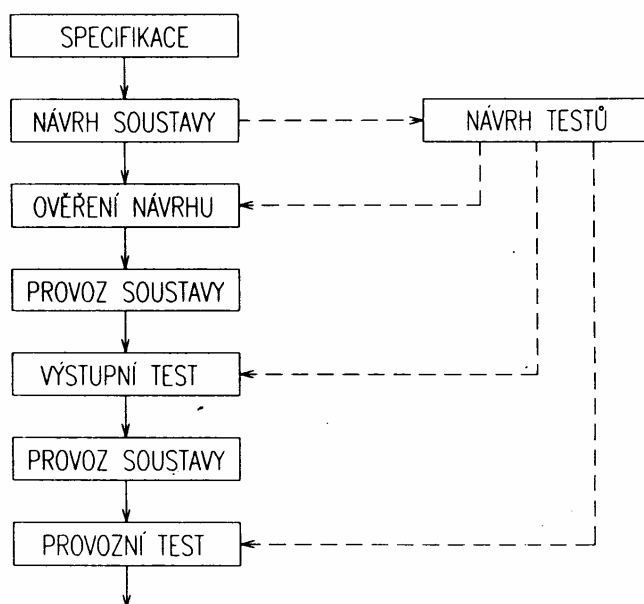 SPECIFIKACE
NÁVRH SOUSTAVY
NÁVRH TESTŮ
OVĚŘENÍ NÁVRHU
PROVOZ SOUSTAVY
VÝSTUPNÍ TEST
PROVOZ SOUSTAVY
PROVOZNÍ TEST